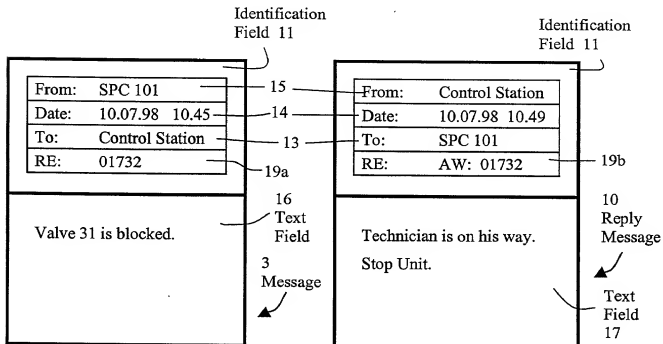 Identification
Field 11
From: SPC 101
Date: 10.07.98 10.45
To: Control Station
RE: 01732
15
14
13
19a
Valve 31 is blocked.
16
Text
Field
3
Message
Identification
Field 11
From: Control Station
Date: 10.07.98 10.49
To: SPC 101
RE: AW: 01732
19b
Technician is on his way.
Stop Unit.
10
Reply
Message
Text
Field
17